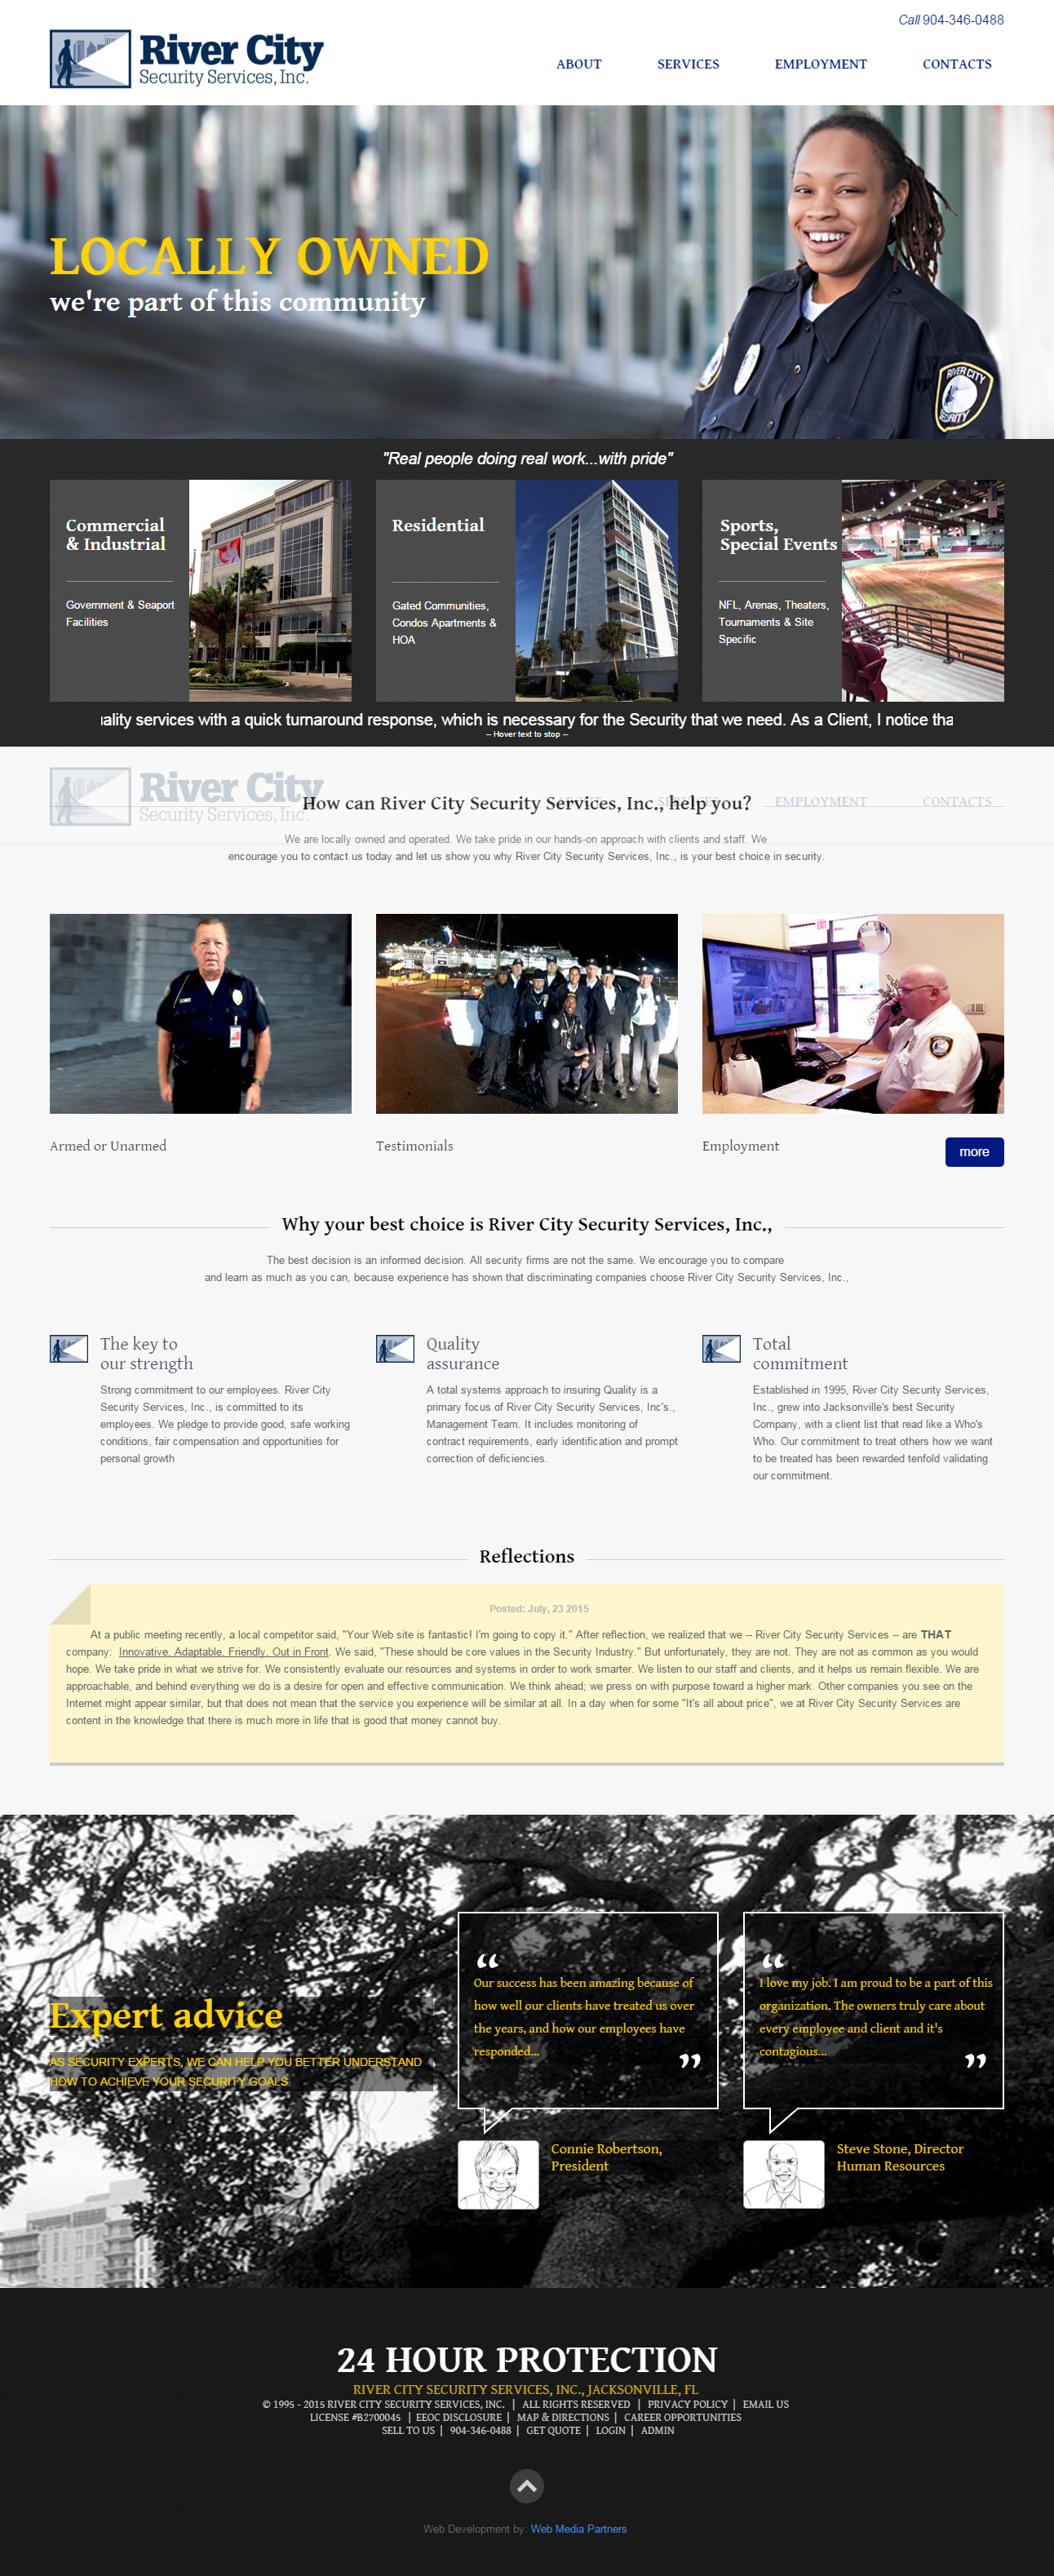 Call 904-346-0488
River City
Security Services, Inc.
ABOUT SERVICES EMPLOYMENT CONTACTS
LOCALLY OWNED
we're part of this community
RIVER CITY
SECURITY
"Real people doing real work...with pride"
Commercial
& Industrial
Government & Seaport
Facilities
Residential
Gated Communities,
Condos Apartments &
HOA
Sports,
Special Events
NFL, Arenas, Theaters,
Tournaments & Site
Specific
ality services with a quick turnaround response, which is necessary for the Security that we need. As a Client, I notice tha
-- Hover text to stop --
River City
Security Services, Inc.
SERVICES EMPLOYMENT CONTACTS
How can River City Security Services, Inc., help you?
We are locally owned and operated. We take pride in our hands-on approach with clients and staff. We
encourage you to contact us today and let us show you why River City Security Services, Inc., is your best choice in security.
Armed or Unarmed
Testimonials
Employment
more
Why your best choice is River City Security Services, Inc.,
The best decision is an informed decision. All security firms are not the same. We encourage you to compare
and learn as much as you can, because experience has shown that discriminating companies choose River City Security Services, Inc.,
The key to
our strength
Strong commitment to our employees. River City
Security Services, Inc., is committed to its
employees. We pledge to provide good, safe working
conditions, fair compensation and opportunities for
personal growth
Quality
assurance
A total systems approach to insuring Quality is a
primary focus of River City Security Services, Inc's.,
Management Team. It includes monitoring of
contract requirements, early identification and prompt
correction of deficiencies.
Total
commitment
Established in 1995, River City Security Services,
Inc., grew into Jacksonville's best Security
Company, with a client list that read like a Who's
Who. Our commitment to treat others how we want
to be treated has been rewarded tenfold validating
our commitment.
Reflections
Posted: July, 23 2015
At a public meeting recently, a local competitor said, "Your Web site is fantastic! I'm going to copy it." After reflection, we realized that we -- River City Security Services -- are THAT
company: Innovative, Adaptable, Friendly, Out in Front. We said, "These should be core values in the Security Industry." But unfortunately, they are not. They are not as common as you would
hope. We take pride in what we strive for. We consistently evaluate our resources and systems in order to work smarter. We listen to our staff and clients, and it helps us remain flexible. We are
approachable, and behind everything we do is a desire for open and effective communication. We think ahead; we press on with purpose toward a higher mark. Other companies you see on the
Internet might appear similar, but that does not mean that the service you experience will be similar at all. In a day when for some "It's all about price", we at River City Security Services are
content in the knowledge that there is much more in life that is good that money cannot buy.
Expert advice
AS SECURITY EXPERTS, WE CAN HELP YOU BETTER UNDERSTAND
HOW TO ACHIEVE YOUR SECURITY GOALS.
“
Our success has been amazing because of
how well our clients have treated us over
the years, and how our employees have
responded...
”
Connie Robertson,
President
“
I love my job. I am proud to be a part of this
organization. The owners truly care about
every employee and client and it's
contagious...
”
Steve Stone, Director
Human Resources
24 HOUR PROTECTION
RIVER CITY SECURITY SERVICES, INC., JACKSONVILLE, FL
© 1995 - 2015 RIVER CITY SECURITY SERVICES, INC. | ALL RIGHTS RESERVED | PRIVACY POLICY | EMAIL US
LICENSE #B2700045 | EEOC DISCLOSURE | MAP & DIRECTIONS | CAREER OPPORTUNITIES
SELL TO US | 904-346-0488 | GET QUOTE | LOGIN | ADMIN
Web Development by: Web Media Partners